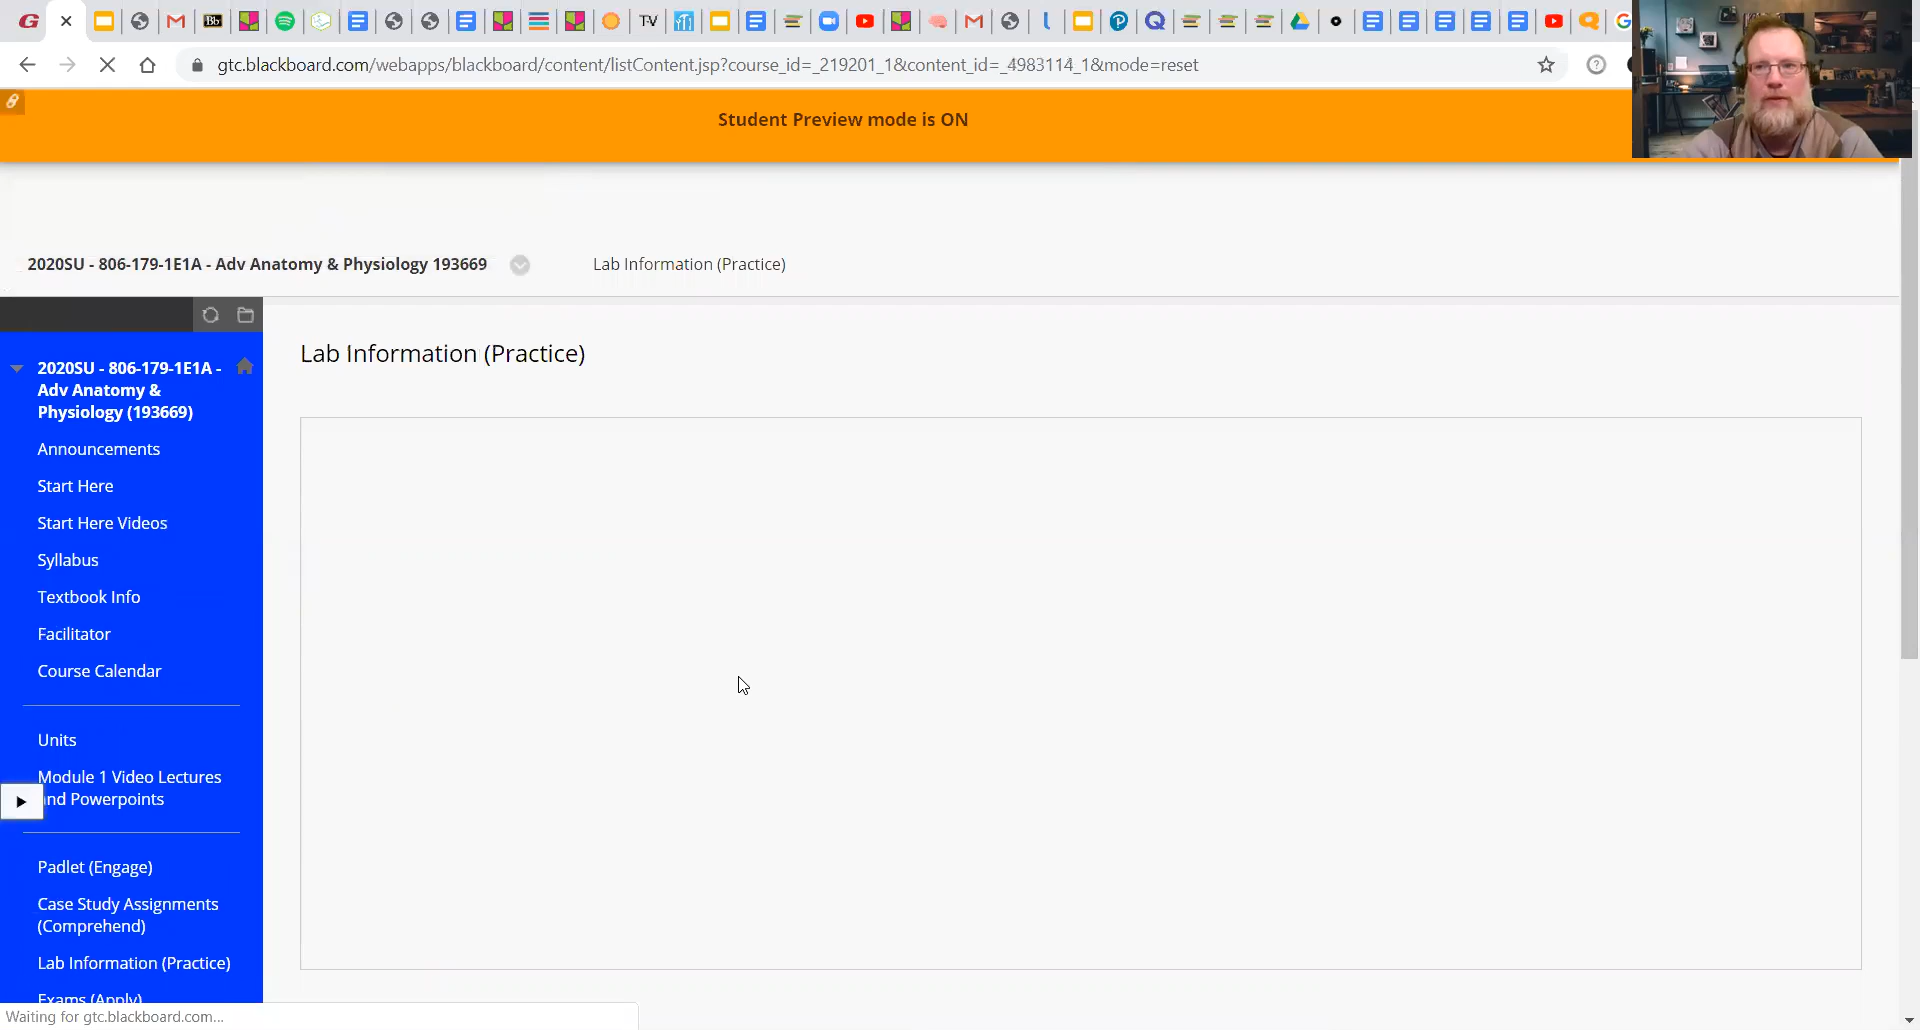 gtc.blackboard.com/webapps/blackboard/content/listContent.jsp?course_id=_219201_1&content_id=_4983114_1&mode=reset
Student Preview mode is ON
2020SU - 806-179-1E1A - Adv Anatomy & Physiology 193669
Lab Information (Practice)
2020SU - 806-179-1E1A -
Adv Anatomy &
Physiology (193669)
Announcements
Start Here
Start Here Videos
Syllabus
Textbook Info
Facilitator
Course Calendar
Units
Module 1 Video Lectures
and Powerpoints
Padlet (Engage)
Case Study Assignments
(Comprehend)
Lab Information (Practice)
Exams (Apply)
Lab Information (Practice)
Waiting for gtc.blackboard.com...